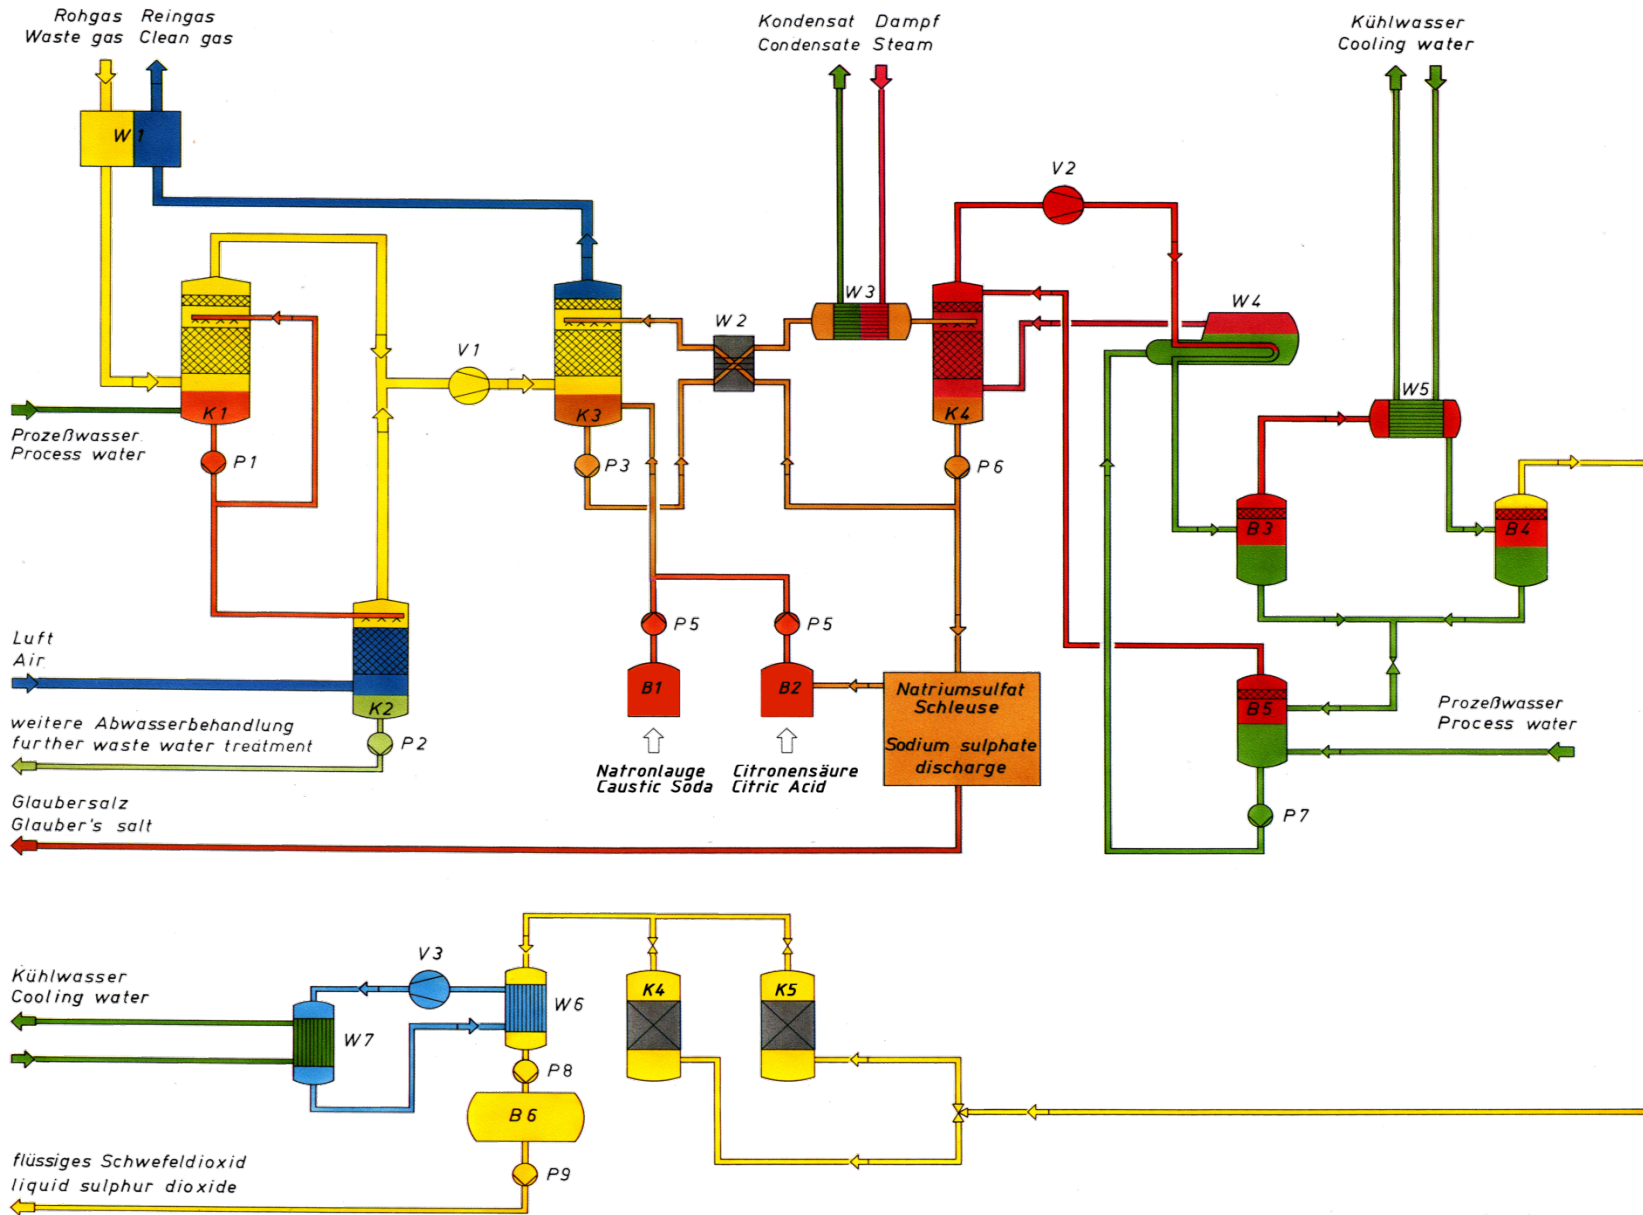 Rohgas Reingas
Waste gas Clean gas
Kondensat Dampf
Condensate Steam
Kühlwasser
Cooling water
W1
V2
W3
W4
W2
V1
W5
K1
K3
K4
Prozeßwasser
Process water
P1
P3
P6
B3
B4
Luft
Air
P5
P5
B1
B2
Natriumsulfat
Schleuse
Sodium sulphate
discharge
B5
Prozeßwasser
Process water
K2
weitere Abwasserbehandlung
further waste water treatment
P2
Natronlauge
Caustic Soda
Citronensäure
Citric Acid
Glaubersalz
Glauber's salt
P7
Kühlwasser
Cooling water
V3
W6
K4
K5
W7
P8
B6
flüssiges Schwefeldioxid
liquid sulphur dioxide
P9